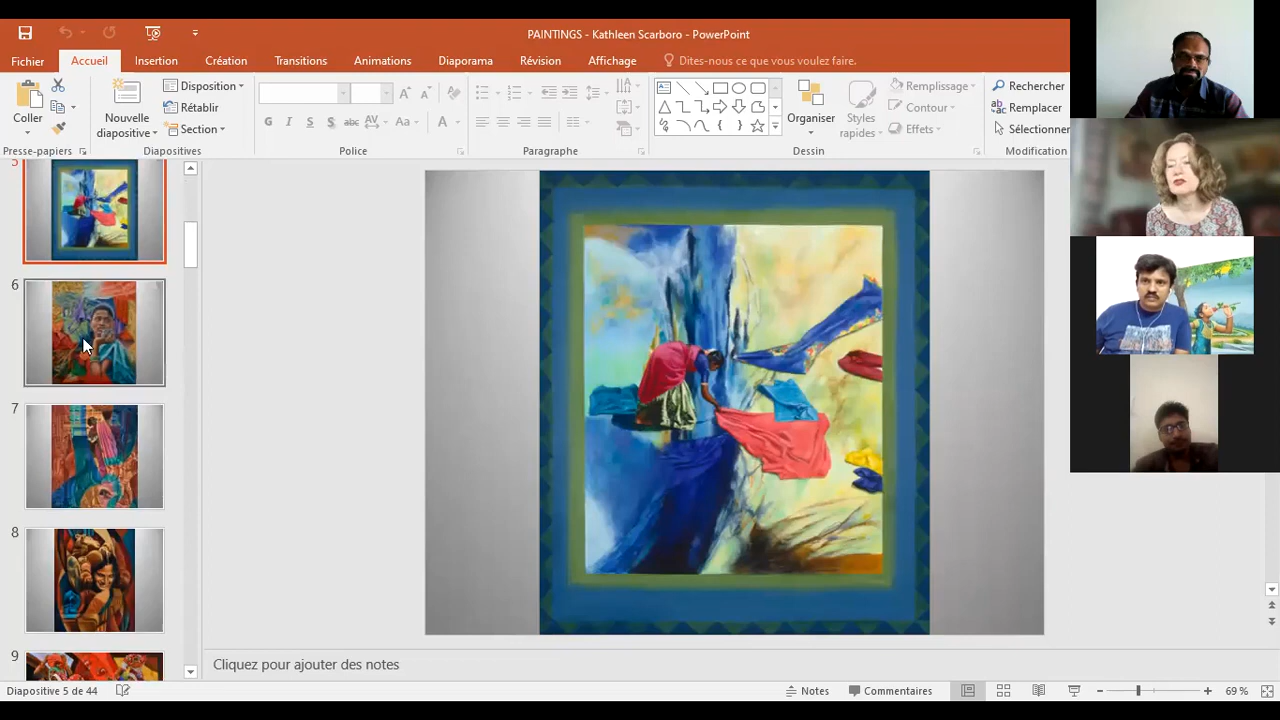 PAINTINGS - Kathleen Scarboro - PowerPoint
Fichier Accueil Insertion Création Transitions Animations Diaporama Révision Affichage Dites-nous ce que vous voulez faire.
Coller
Presse-papiers
Nouvelle
diapositive
Disposition
Rétablir
Section
Diapositives
G I S S abc AV Aa A
Police
Paragraphe
Organiser
Styles
rapides
Remplissage
Contour
Effets
Dessin
Rechercher
Remplacer
Sélectionner
Modification
5
6
7
8
9
Cliquez pour ajouter des notes
Diapositive 5 de 44 Notes Commentaires 69 %